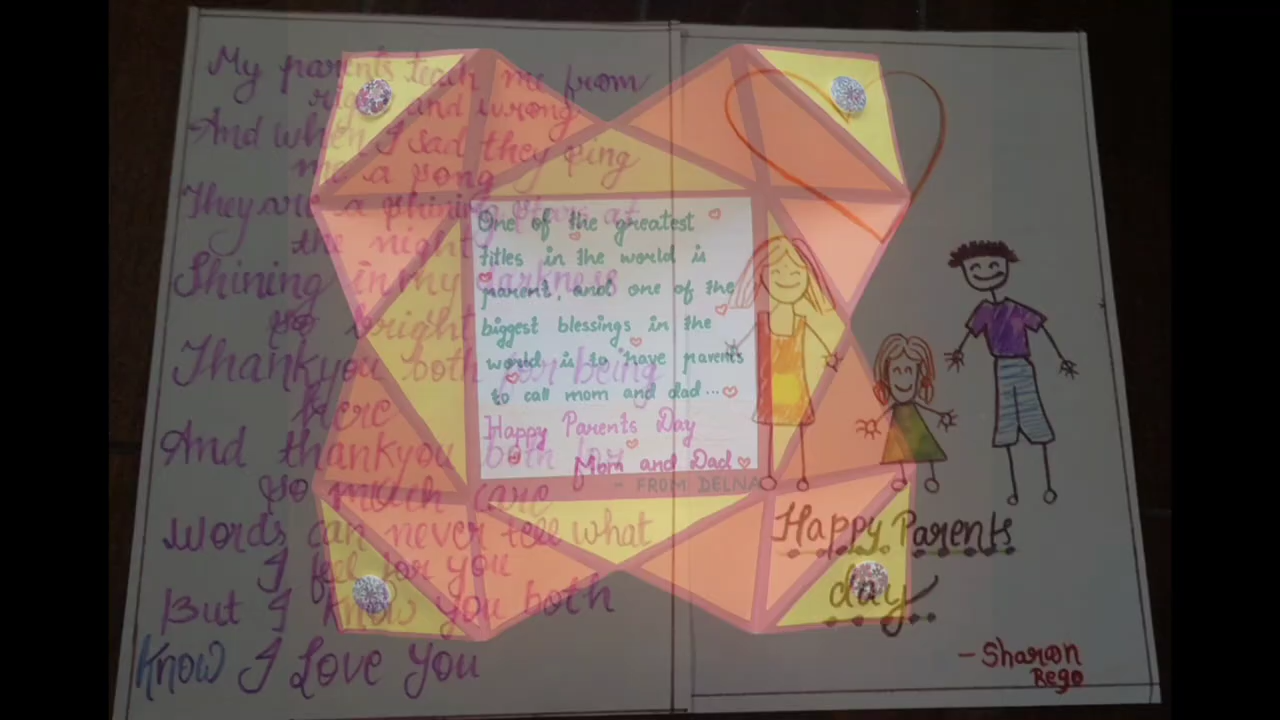 My parents teach me from
right and wrong
And when I sad they sing
me a song
They are a shining stars at
the night
Shining in my darkness
so bright
Thankyou both for being
here
And thankyou both for
so much care
Words can never tell what
I feel for you
But I know you both
Know I Love You
One of the greatest
titles in the world is
parent, and one of the
biggest blessings in the
world is to have parents
to call mom and dad...
Happy Parents Day
Mom and Dad
- FROM DELNA
Happy Parents
day..
- Sharon
Rego